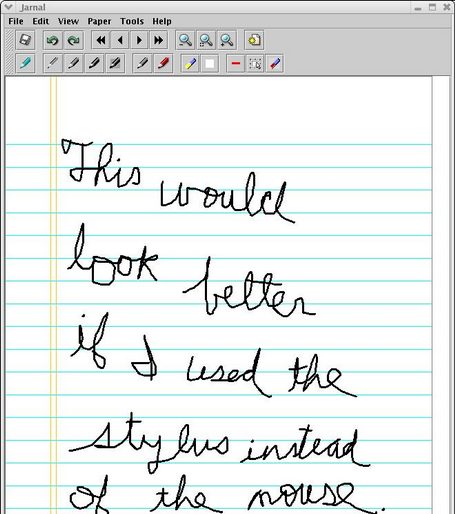 Jarnal
File Edit View Paper Tools Help
This would
look better
if I used the
stylus instead
of the mouse.